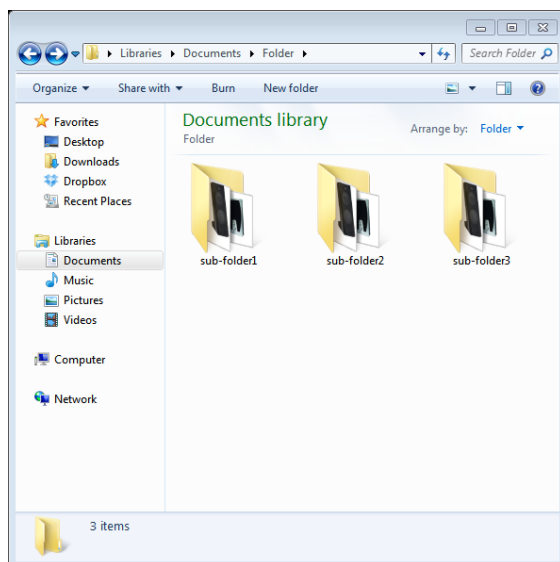 Libraries Documents Folder
Search Folder
Organize Share with Burn New folder
Favorites
Desktop
Downloads
Dropbox
Recent Places
Libraries
Documents
Music
Pictures
Videos
Computer
Network
Documents library
Folder
Arrange by: Folder
sub-folder1 sub-folder2 sub-folder3
3 items